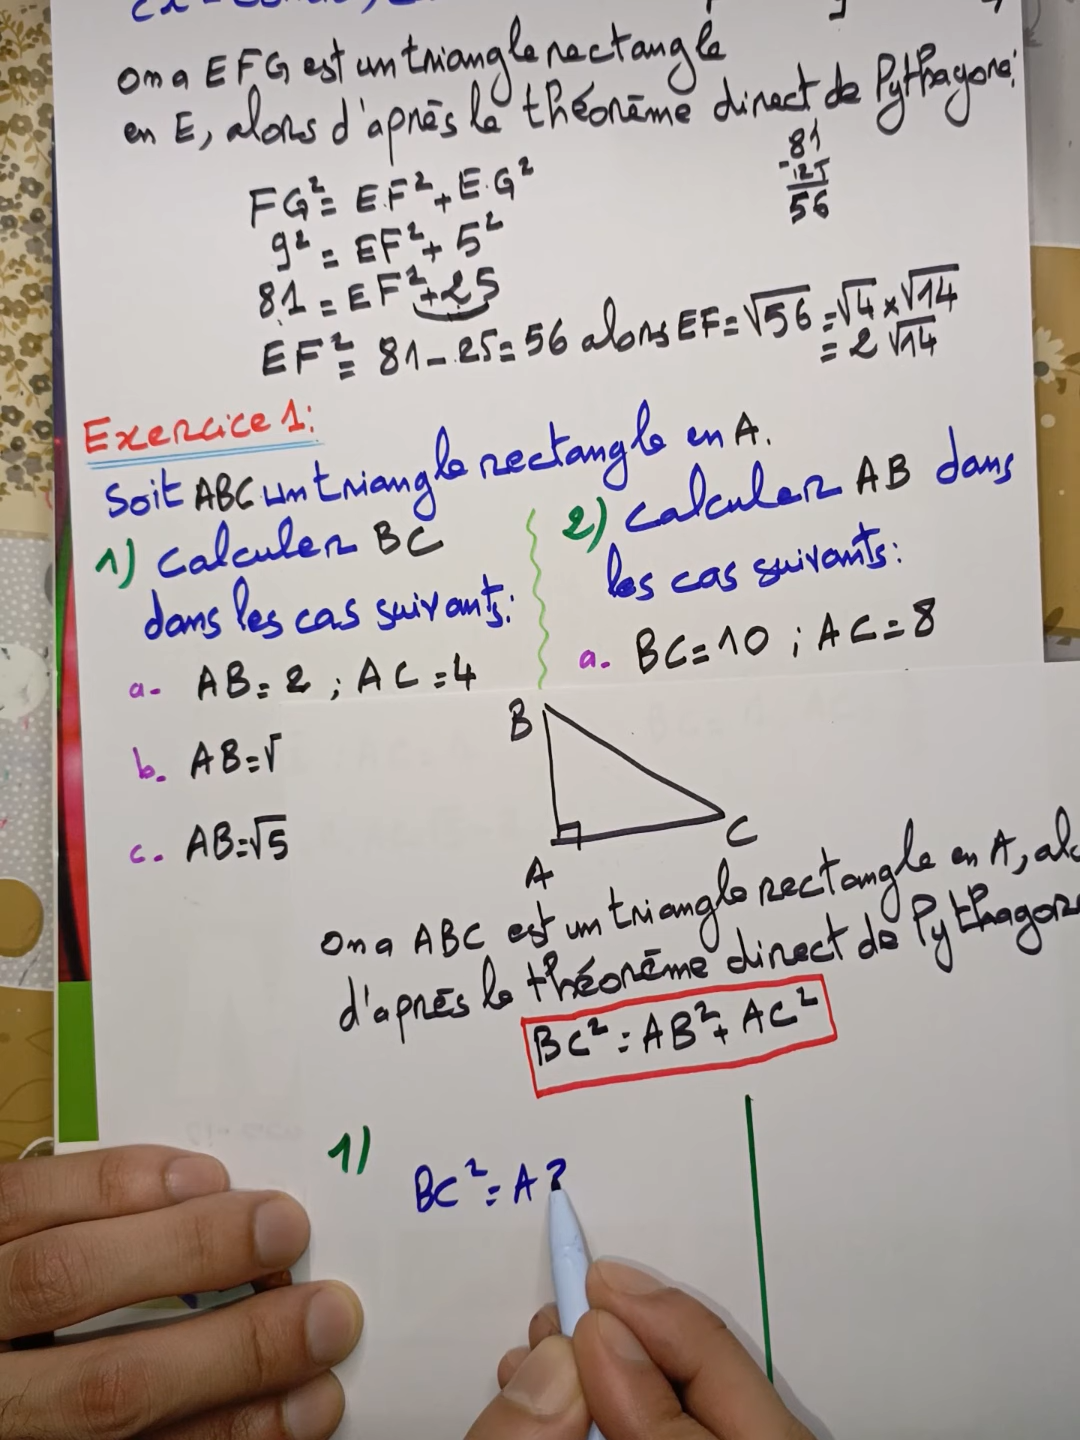 on a EFG est un triangle rectangle
en E, alors d'après le théorème direct de Pythagore:
FG² = EF² + EG²
9² = EF² + 5²
81 = EF² + 25
EF² = 81 - 25 = 56 alors EF = √56 = √4 × √14
= 2√14
81
- 25
56
Exercice 1:
Soit ABC un triangle rectangle en A.
1) calculer BC
dans les cas suivants:
a- AB = 2 ; AC = 4
b. AB = √
c. AB = √5
2) calculer AB dans
les cas suivants:
a. BC = 10 ; AC = 8
B
A
C
on a ABC est un triangle rectangle en A, alo
d'après le théorème direct de Pythagore
BC² = AB² + AC²
1)
BC² = A